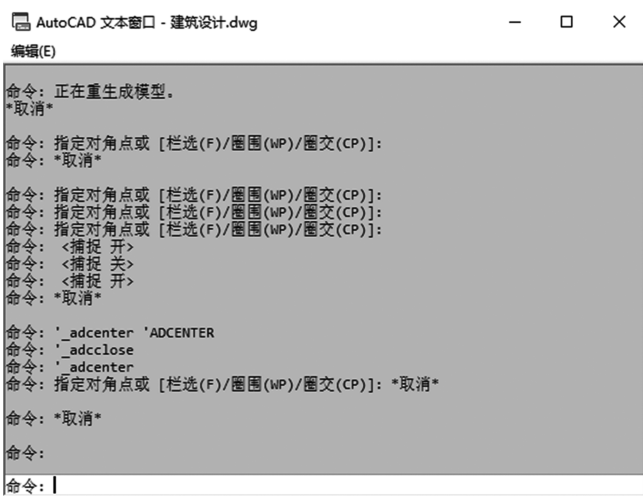 AutoCAD 文本窗口 - 建筑设计.dwg
编辑(E)
命令: 正在重生成模型。
*取消*
命令: 指定对角点或 [栏选(F)/圈围(WP)/圈交(CP)]:
命令: *取消*
命令: 指定对角点或 [栏选(F)/圈围(WP)/圈交(CP)]:
命令: 指定对角点或 [栏选(F)/圈围(WP)/圈交(CP)]:
命令: 指定对角点或 [栏选(F)/圈围(WP)/圈交(CP)]:
命令: <捕捉 开>
命令: <捕捉 关>
命令: <捕捉 开>
命令: *取消*
命令: '_adcenter 'ADCENTER
命令: '_adcclose
命令: '_adcenter
命令: 指定对角点或 [栏选(F)/圈围(WP)/圈交(CP)]: *取消*
命令: *取消*
命令:
命令: